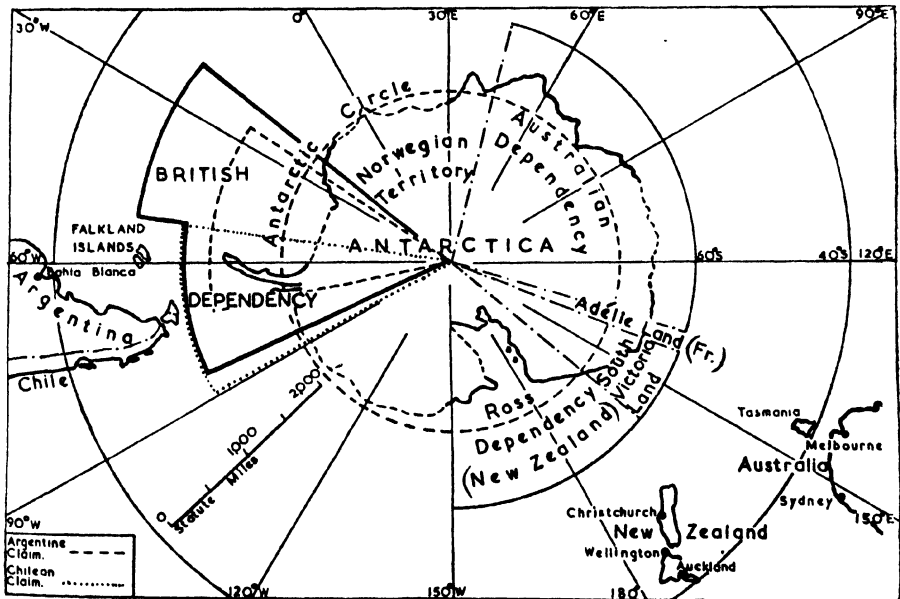 30°W
0°
30°E
60°E
90°E
Antarctic Circle
Norwegian
Territory
Australian
Dependency
BRITISH
FALKLAND
ISLANDS
ANTARCTICA
60°W
Bahia Blanca
60°S
40°S
120°E
DEPENDENCY
Argentina
Adélie Land (Fr.)
Chile
South
Victoria
Land
2000
1000
0
Statute Miles
Ross
Dependency
(New Zealand)
Tasmania
Melbourne
Australia
Sydney
150°E
Christchurch
New Zealand
Wellington
Auckland
90°W
Argentine
Claim.
Chilean
Claim.
120°W
150°W
180°